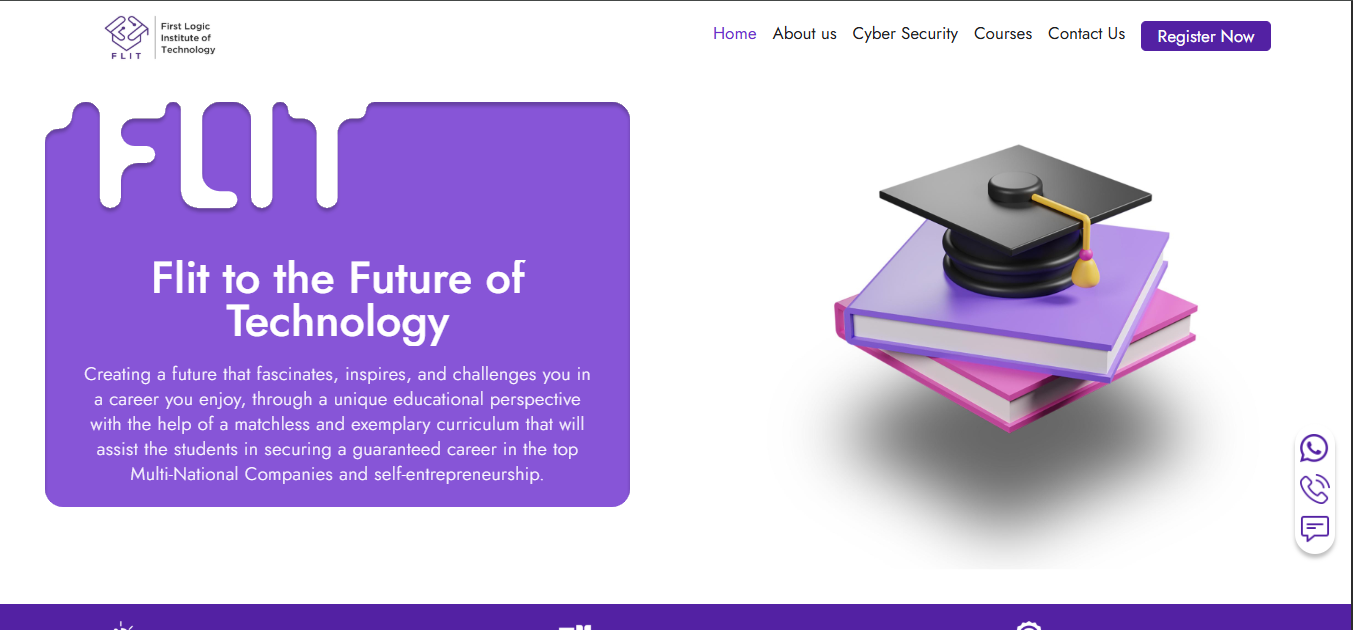 First Logic
Institute of
Technology
FLIT
Home
About us
Cyber Security
Courses
Contact Us
Register Now
FLIT
Flit to the Future of
Technology
Creating a future that fascinates, inspires, and challenges you in
a career you enjoy, through a unique educational perspective
with the help of a matchless and exemplary curriculum that will
assist the students in securing a guaranteed career in the top
Multi-National Companies and self-entrepreneurship.